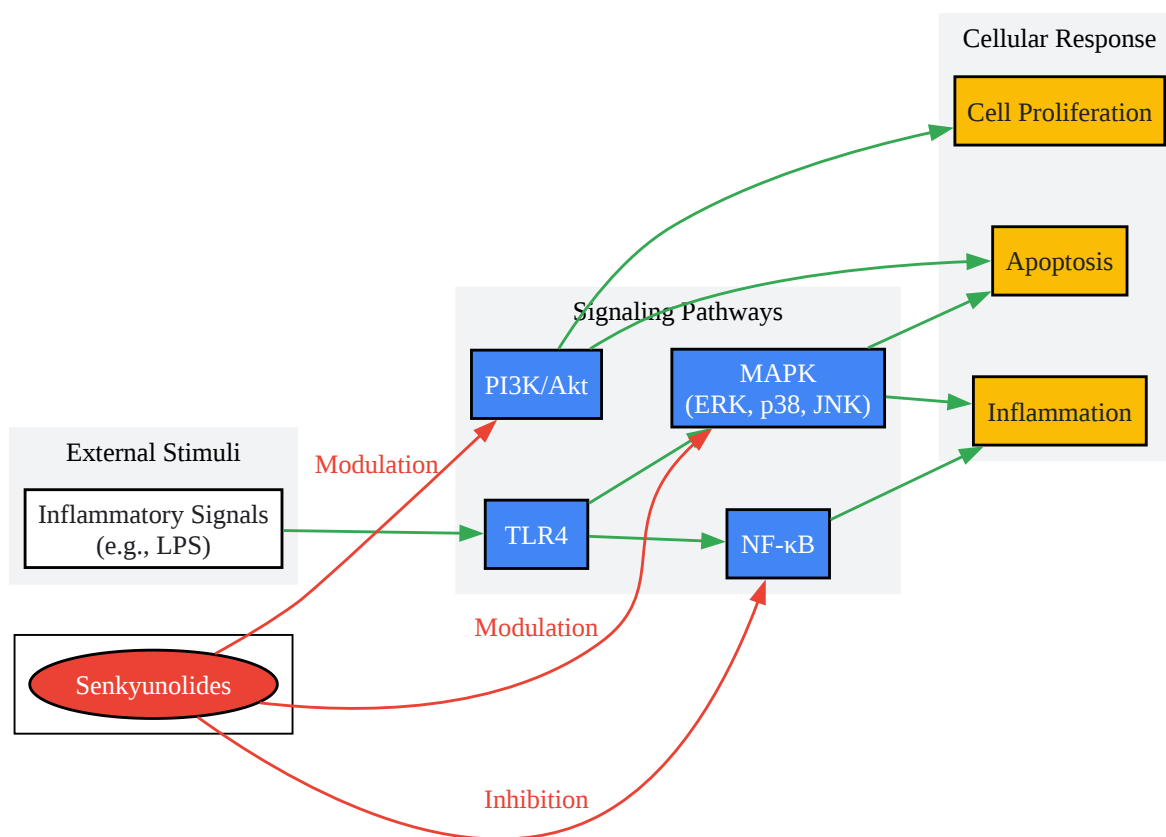 Cellular Response
Cell Proliferation
Apoptosis
Signaling Pathways
PI3K/Akt
MAPK
(ERK, p38, JNK)
Inflammation
External Stimuli
Modulation
Inflammatory Signals
(e.g., LPS)
TLR4
NF-κB
Modulation
Senkyunolides
Inhibition